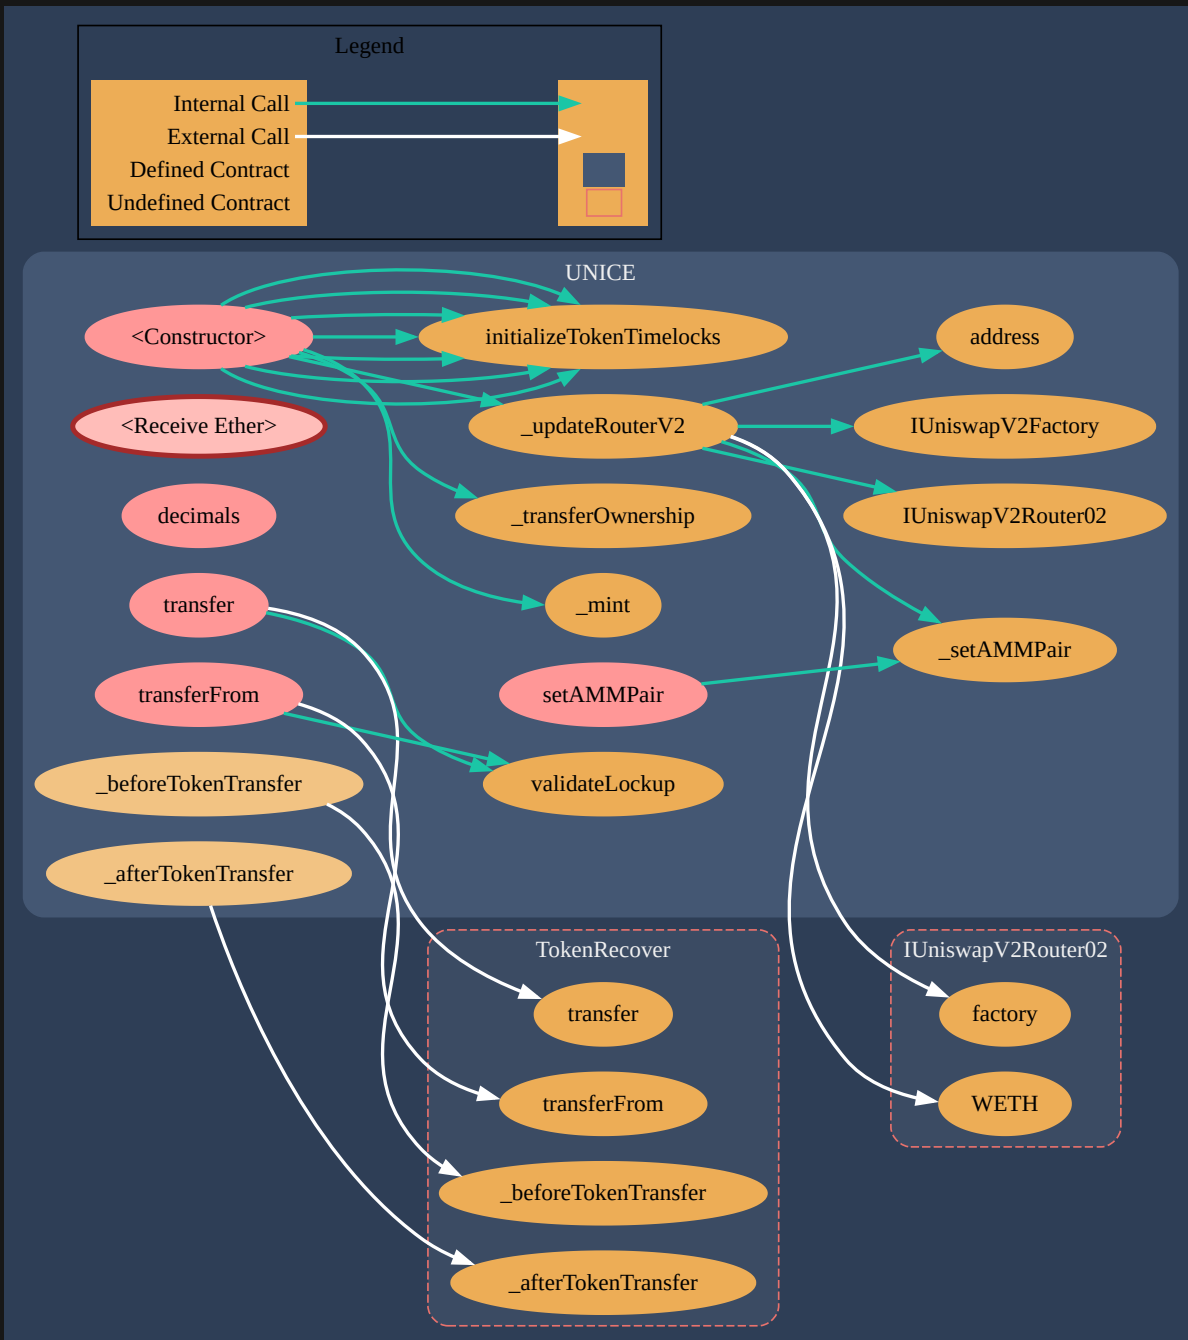 Legend
Internal Call
External Call
Defined Contract
Undefined Contract
UNICE
<Constructor>
initializeTokenTimelocks
address
<Receive Ether>
_updateRouterV2
IUniswapV2Factory
decimals
_transferOwnership
IUniswapV2Router02
transfer
_mint
_setAMMPair
transferFrom
setAMMPair
_beforeTokenTransfer
validateLockup
_afterTokenTransfer
TokenRecover
transfer
transferFrom
_beforeTokenTransfer
_afterTokenTransfer
IUniswapV2Router02
factory
WETH